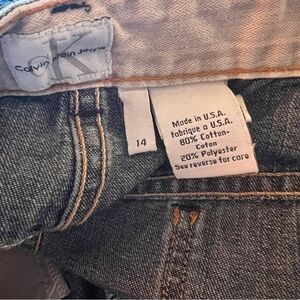 Calvin Klein Jeans
14
Made in U.S.A.
fabrique a U.S.A.
80% Cotton-
Coton
20% Polyester
See reverse for care